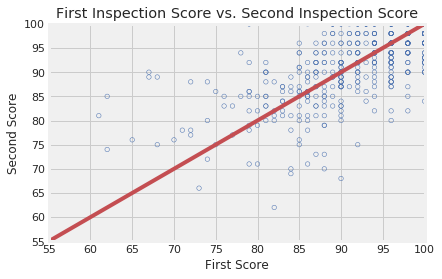 First Inspection Score vs. Second Inspection Score
100
95
90
85
80
75
70
65
60
55
Second Score
55 60 65 70 75 80 85 90 95 100
First Score